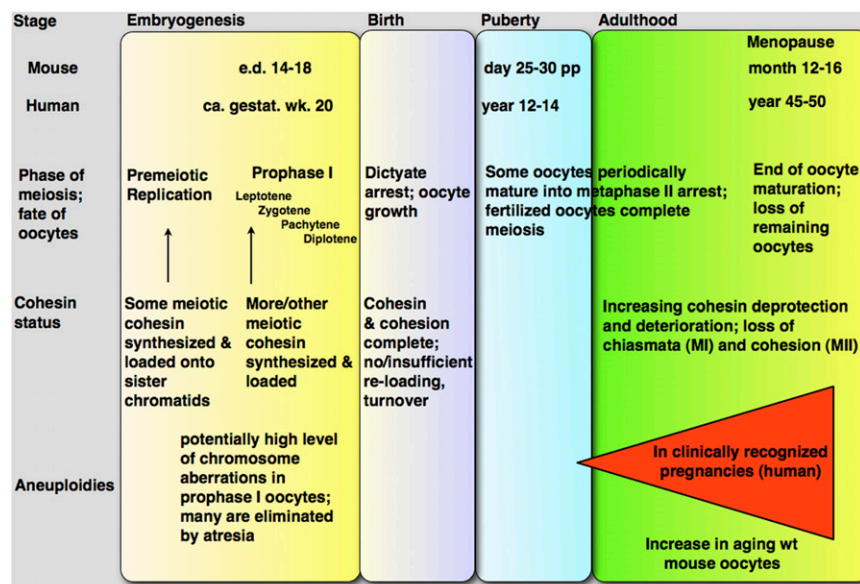 Stage
Embryogenesis
Birth
Puberty
Adulthood
Menopause
Mouse
e.d. 14-18
day 25-30 pp
month 12-16
Human
ca. gestat. wk. 20
year 12-14
year 45-50
Phase of
meiosis;
fate of
oocytes
Premeiotic
Replication
Prophase I
Leptotene
Zygotene
Pachytene
Diplotene
Dictyate
arrest; oocyte
growth
Some oocytes periodically
mature into metaphase II arrest;
fertilized oocytes complete
meiosis
End of oocyte
maturation;
loss of
remaining
oocytes
Cohesin
status
Some meiotic
cohesin
synthesized &
loaded onto
sister
chromatids
More/other
meiotic
cohesin
synthesized &
loaded
Cohesin
& cohesion
complete;
no/insufficient
re-loading,
turnover
Increasing cohesin deprotection
and deterioration; loss of
chiasmata (MI) and cohesion (MII)
Aneuploidies
potentially high level
of chromosome
aberrations in
prophase I oocytes;
many are eliminated
by atresia
In clinically recognized
pregnancies (human)
Increase in aging wt
mouse oocytes